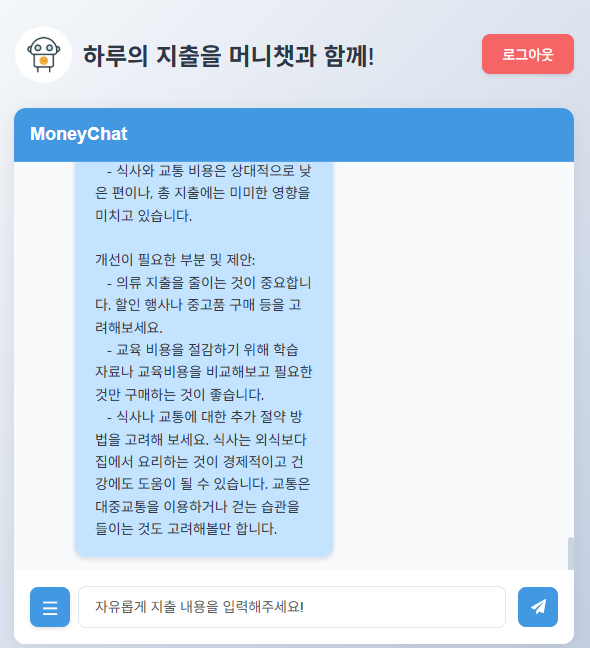 하루의 지출을 머니챗과 함께!
로그아웃
MoneyChat
- 식사와 교통 비용은 상대적으로 낮
은 편이나, 총 지출에는 미미한 영향을
미치고 있습니다.
개선이 필요한 부분 및 제안:
- 의류 지출을 줄이는 것이 중요합니
다. 할인 행사나 중고품 구매 등을 고
려해보세요.
- 교육 비용을 절감하기 위해 학습
자료나 교육비용을 비교해보고 필요한
것만 구매하는 것이 좋습니다.
- 식사나 교통에 대한 추가 절약 방
법을 고려해 보세요. 식사는 외식보다
집에서 요리하는 것이 경제적이고 건
강에도 도움이 될 수 있습니다. 교통은
대중교통을 이용하거나 걷는 습관을
들이는 것도 고려해볼만 합니다.
자유롭게 지출 내용을 입력해주세요!